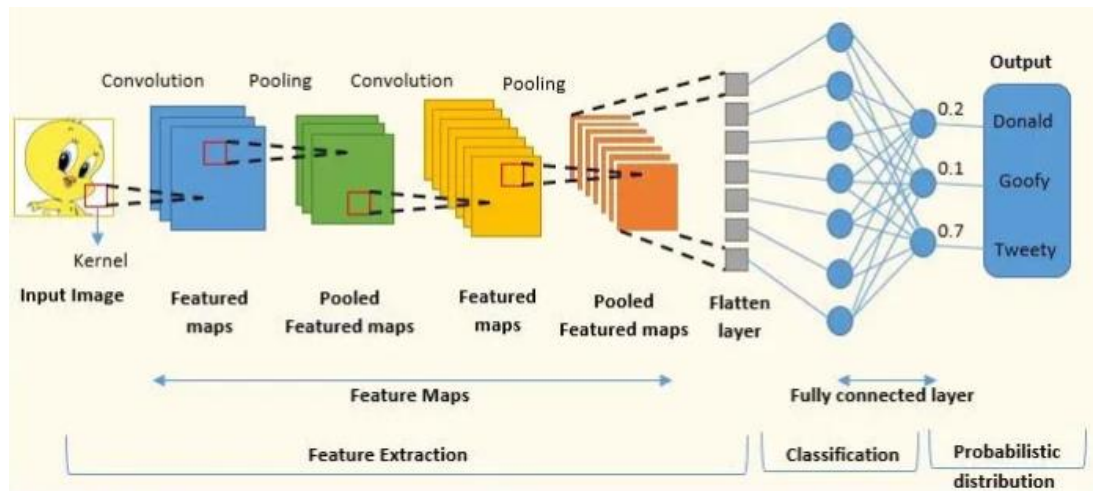 Convolution
Pooling
Convolution
Pooling
Output
0.2
Donald
0.1
Goofy
0.7
Tweety
Kernel
Input Image
Featured
maps
Pooled
Featured maps
Featured
maps
Pooled
Featured maps
Flatten
layer
Feature Maps
Fully connected layer
Feature Extraction
Classification
Probabilistic
distribution